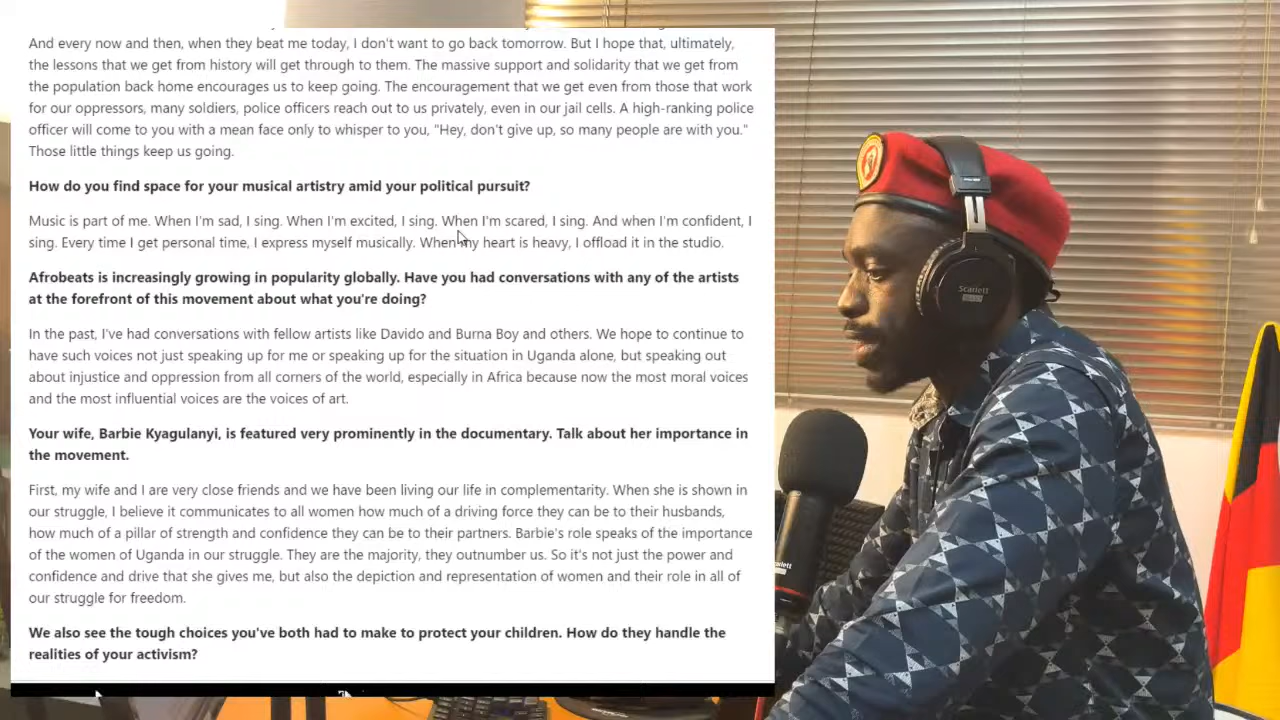 And every now and then, when they beat me today, I don't want to go back tomorrow. But I hope that, ultimately,
the lessons that we get from history will get through to them. The massive support and solidarity that we get from
the population back home encourages us to keep going. The encouragement that we get even from those that work
for our oppressors, many soldiers, police officers reach out to us privately, even in our jail cells. A high-ranking police
officer will come to you with a mean face only to whisper to you, "Hey, don't give up, so many people are with you."
Those little things keep us going.
How do you find space for your musical artistry amid your political pursuit?
Music is part of me. When I'm sad, I sing. When I'm excited, I sing. When I'm scared, I sing. And when I'm confident, I
sing. Every time I get personal time, I express myself musically. When my heart is heavy, I offload it in the studio.
Afrobeats is increasingly growing in popularity globally. Have you had conversations with any of the artists
at the forefront of this movement about what you're doing?
In the past, I've had conversations with fellow artists like Davido and Burna Boy and others. We hope to continue to
have such voices not just speaking up for me or speaking up for the situation in Uganda alone, but speaking out
about injustice and oppression from all corners of the world, especially in Africa because now the most moral voices
and the most influential voices are the voices of art.
Your wife, Barbie Kyagulanyi, is featured very prominently in the documentary. Talk about her importance in
the movement.
First, my wife and I are very close friends and we have been living our life in complementarity. When she is shown in
our struggle, I believe it communicates to all women how much of a driving force they can be to their husbands,
how much of a pillar of strength and confidence they can be to their partners. Barbie's role speaks of the importance
of the women of Uganda in our struggle. They are the majority, they outnumber us. So it's not just the power and
confidence and drive that she gives me, but also the depiction and representation of women and their role in all of
our struggle for freedom.
We also see the tough choices you've both had to make to protect your children. How do they handle the
realities of your activism?
Scarlett